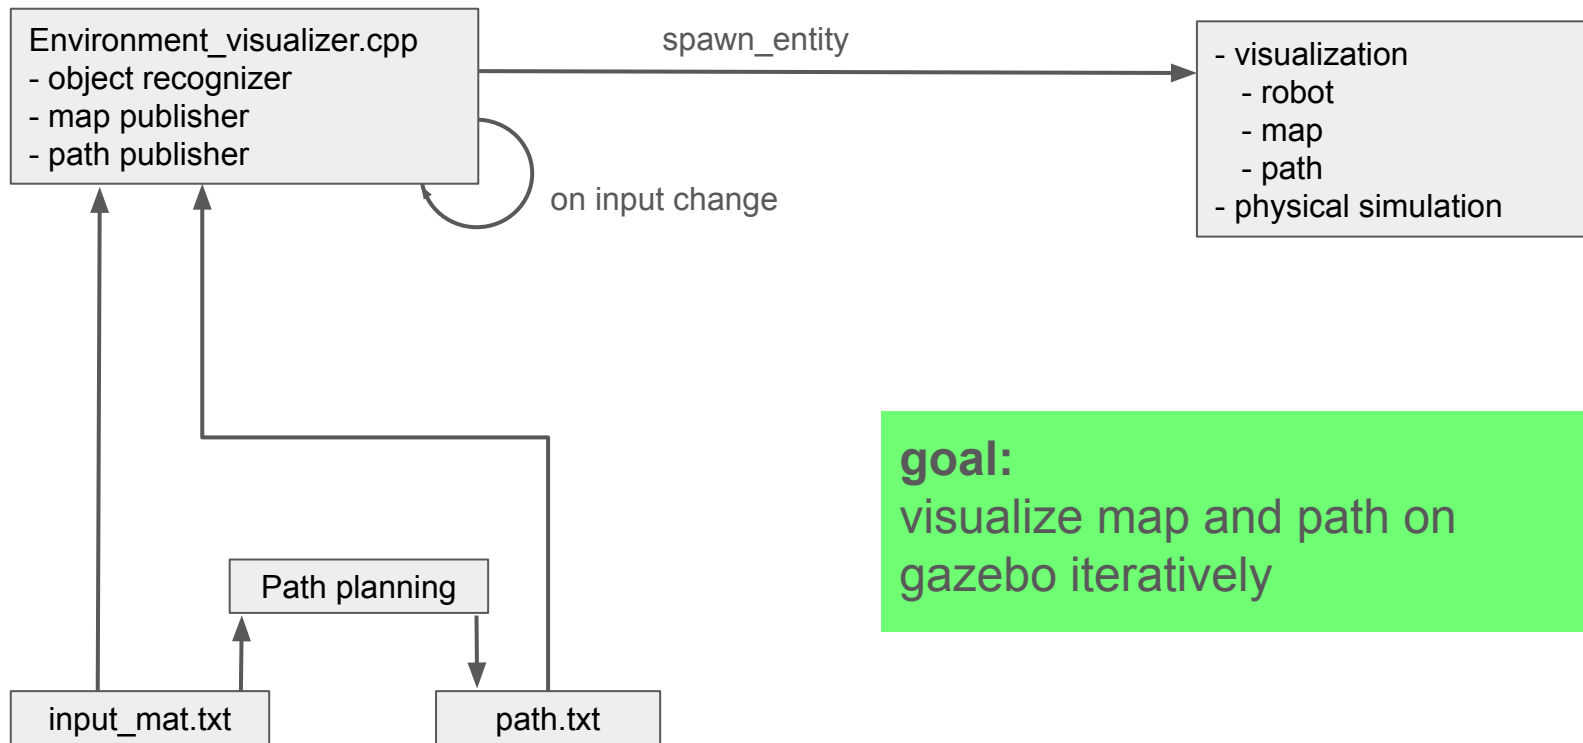 Environment_visualizer.cpp
- object recognizer
- map publisher
- path publisher
spawn_entity
on input change
- visualization
- robot
- map
- path
- physical simulation
goal:
visualize map and path on
gazebo iteratively
Path planning
input_mat.txt
path.txt